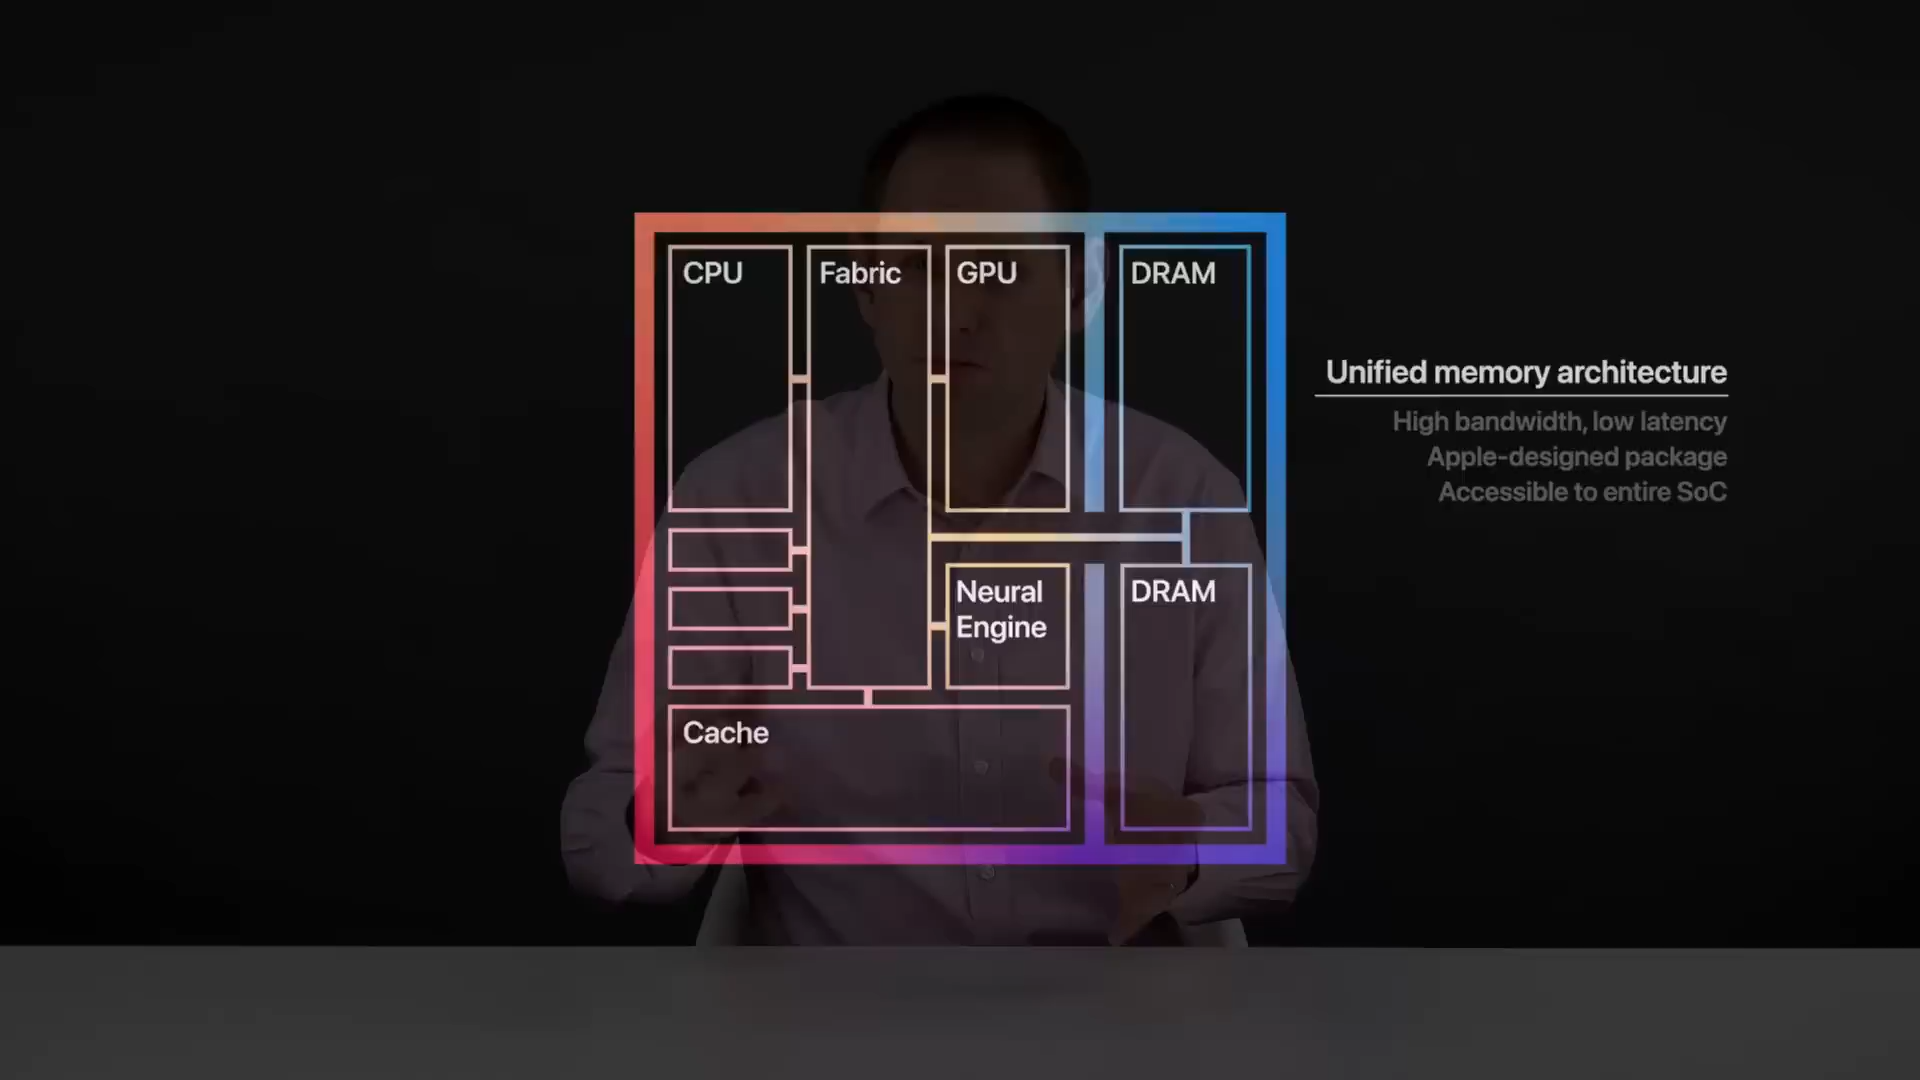 CPU
Fabric
GPU
DRAM
Unified memory architecture
High bandwidth, low latency
Apple-designed package
Accessible to entire SoC
Neural
Engine
DRAM
Cache